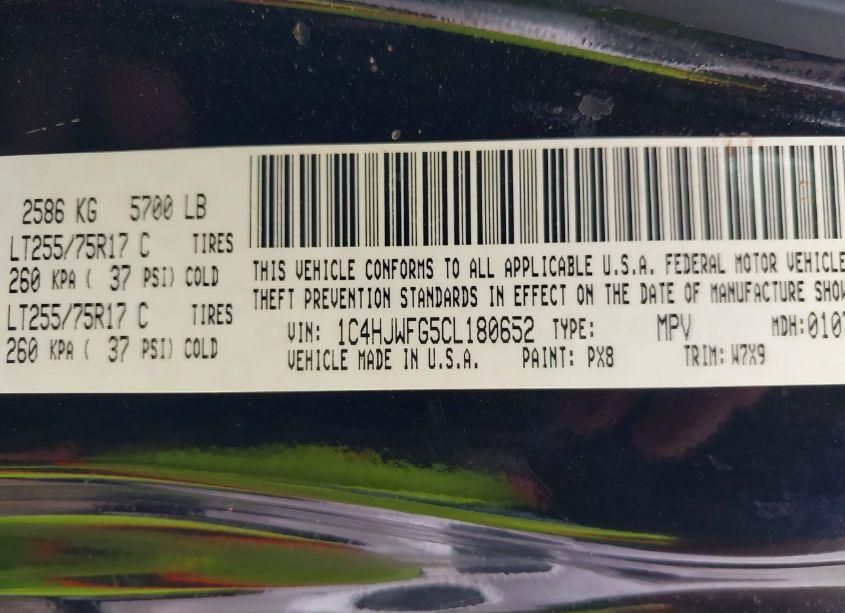 2586 KG 5700 LB
LT255/75R17 C TIRES
260 KPA ( 37 PSI) COLD
LT255/75R17 C TIRES
260 KPA ( 37 PSI) COLD
THIS VEHICLE CONFORMS TO ALL APPLICABLE U.S.A. FEDERAL MOTOR VEHICLE
THEFT PREVENTION STANDARDS IN EFFECT ON THE DATE OF MANUFACTURE SHOW
VIN: 1C4HJWFG5CL180652 TYPE: MPV MDH:0107
VEHICLE MADE IN U.S.A. PAINT: PX8 TRIM: W7X9